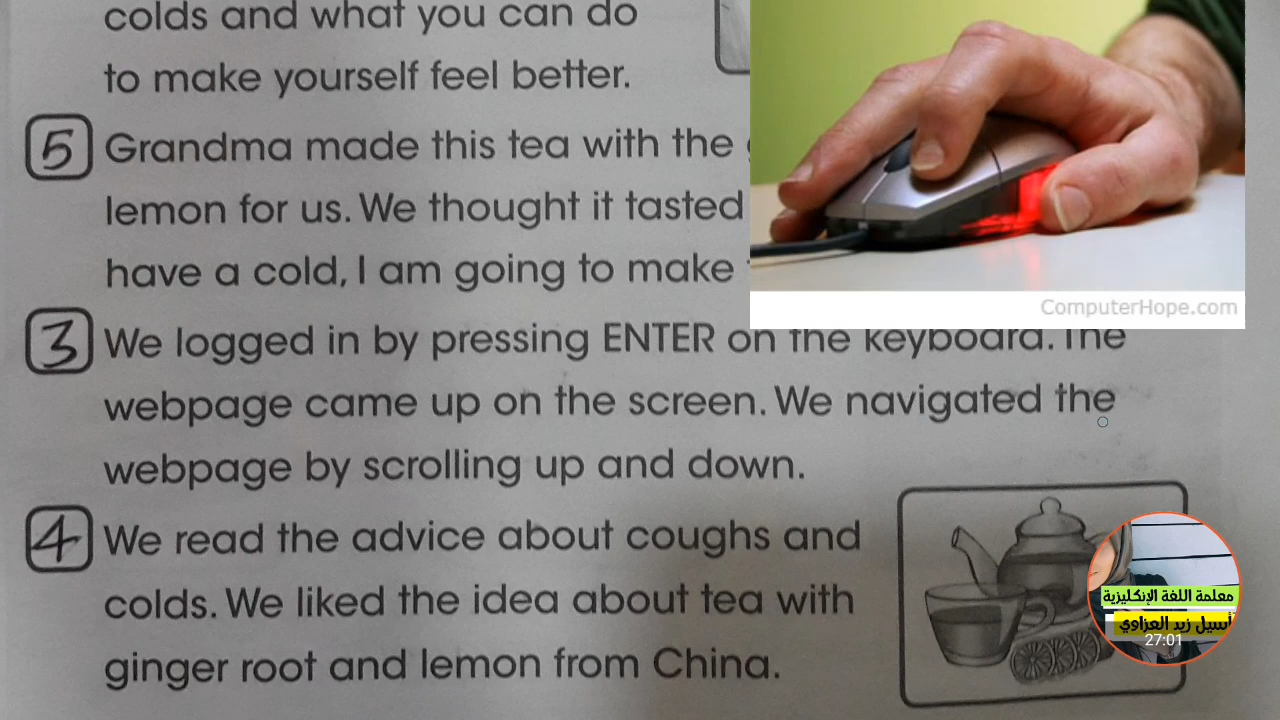 colds and what you can do
to make yourself feel better.
5 Grandma made this tea with the
lemon for us. We thought it tasted
have a cold, I am going to make
ComputerHope.com
3 We logged in by pressing ENTER on the keyboard. The
webpage came up on the screen. We navigated the
webpage by scrolling up and down.
4 We read the advice about coughs and
colds. We liked the idea about tea with
ginger root and lemon from China.
معلمة اللغة الإنكليزية
أسيل زيد العزاوي
27:01